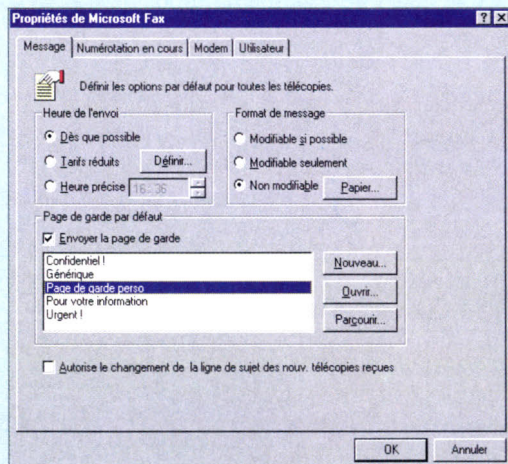 Propriétés de Microsoft Fax
Message Numérotation en cours Modem Utilisateur
Définir les options par défaut pour toutes les télécopies.
Heure de l'envoi
Dès que possible
Tarifs réduits Définir...
Heure précise 16:36
Format de message
Modifiable si possible
Modifiable seulement
Non modifiable Papier...
Page de garde par défaut
Envoyer la page de garde
Confidentiel !
Générique
Page de garde perso
Pour votre information
Urgent !
Nouveau...
Ouvrir...
Parcourir...
Autorise le changement de la ligne de sujet des nouv. télécopies reçues
OK Annuler